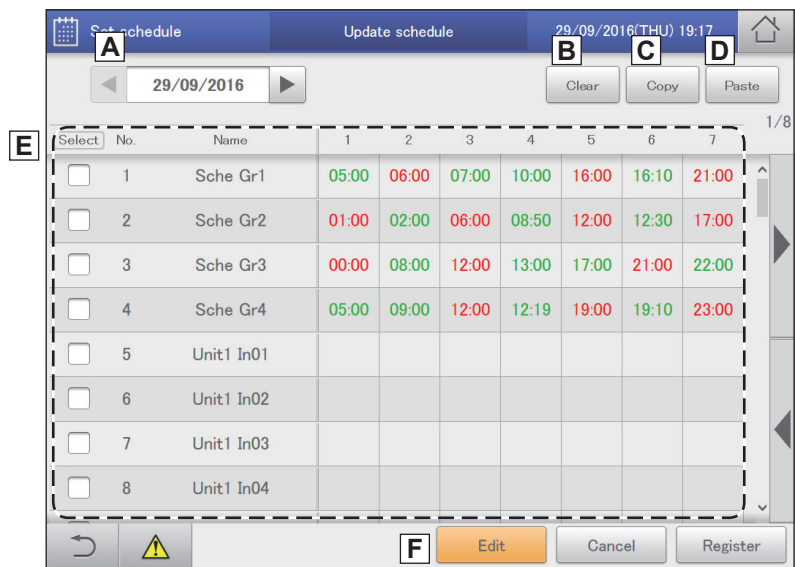 Set schedule Update schedule 29/09/2016(THU) 19:17
A B C D
29/09/2016 Clear Copy Paste
1/8
E
Select No. Name 1 2 3 4 5 6 7
1 Sche Gr1 05:00 06:00 07:00 10:00 16:00 16:10 21:00
2 Sche Gr2 01:00 02:00 06:00 08:50 12:00 12:30 17:00
3 Sche Gr3 00:00 08:00 12:00 13:00 17:00 21:00 22:00
4 Sche Gr4 05:00 09:00 12:00 12:19 19:00 19:10 23:00
5 Unit1 In01
6 Unit1 In02
7 Unit1 In03
8 Unit1 In04
F Edit Cancel Register